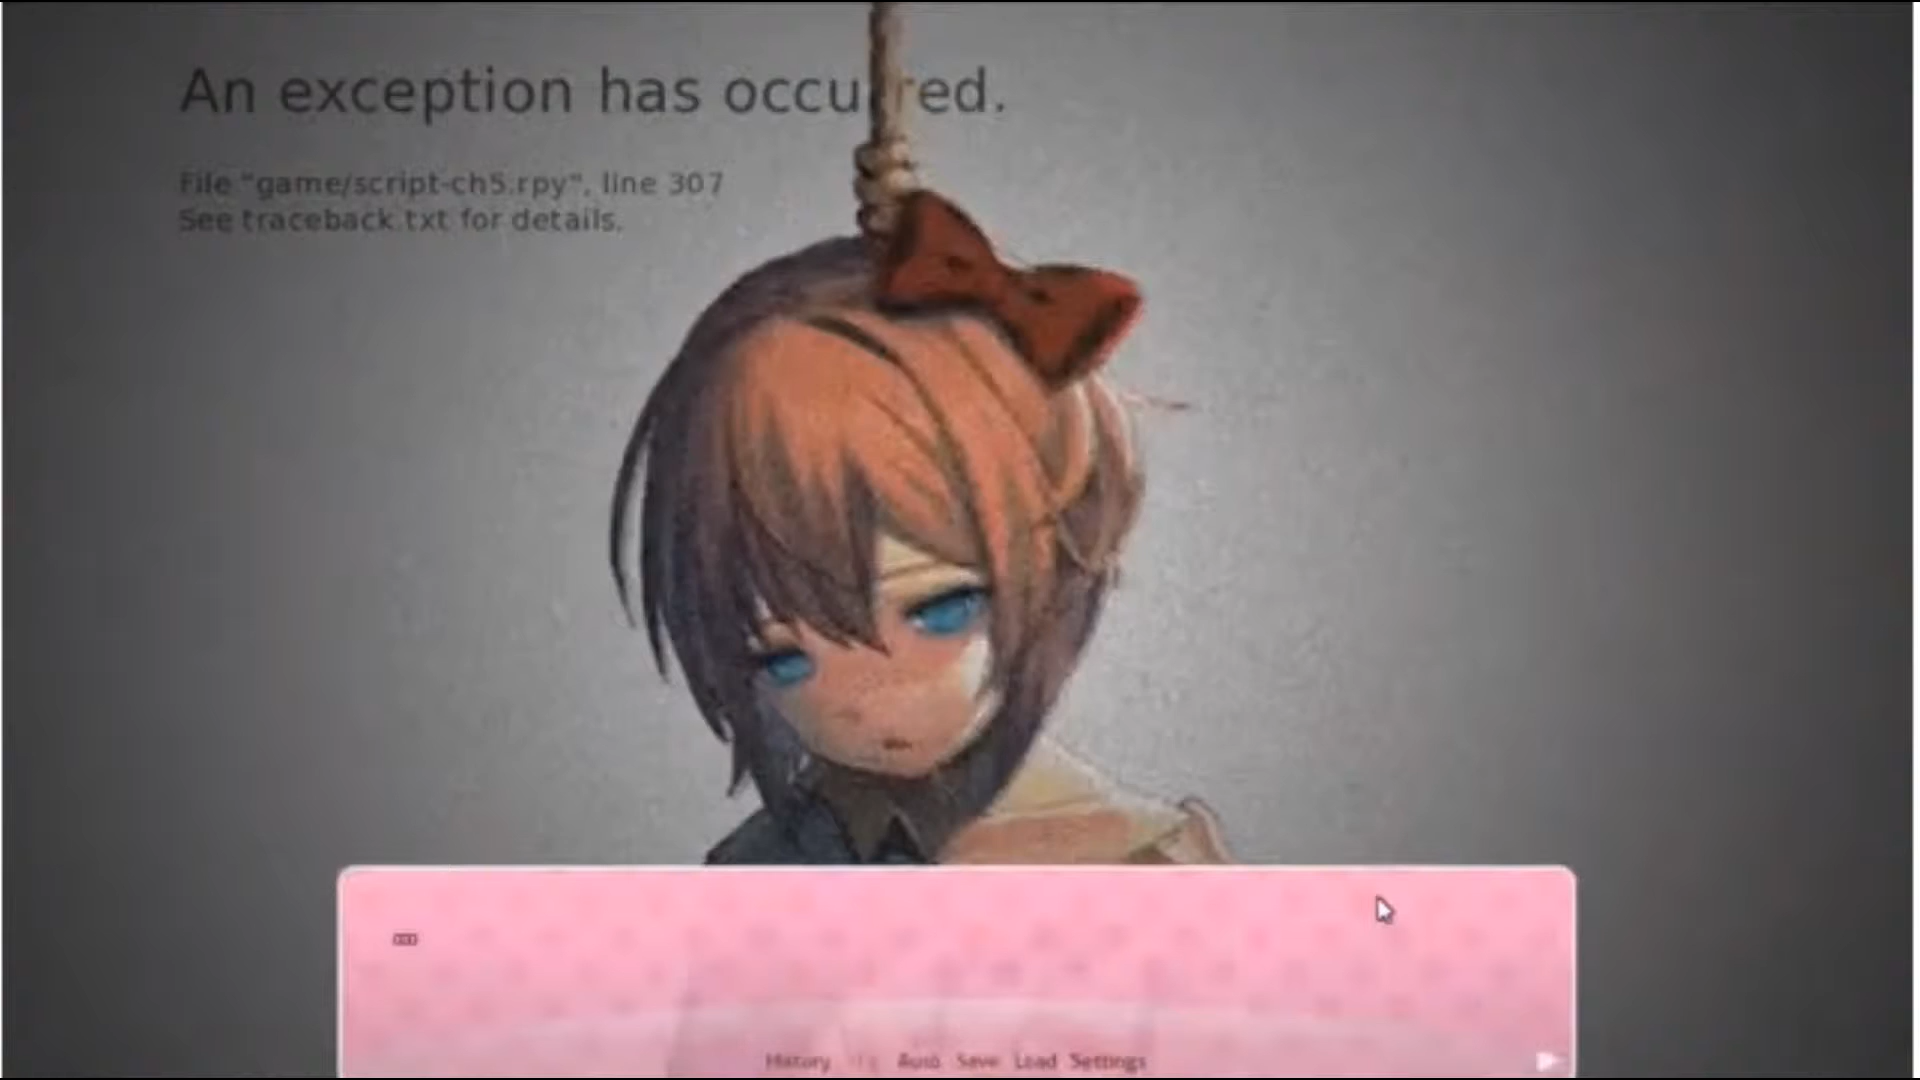 An exception has occurred.
File "game/script-ch5.rpy", line 307
See traceback.txt for details.
...
History Auto Save Load Settings